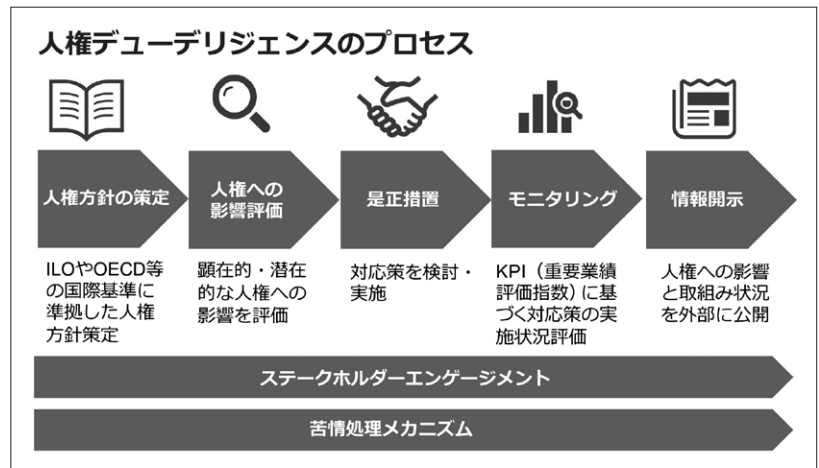 人権デューデリジェンスのプロセス
人権方針の策定
人権への
影響評価
是正措置
モニタリング
情報開示
ILOやOECD等
の国際基準に
準拠した人権
方針策定
顕在的・潜在
的な人権への
影響を評価
対応策を検討・
実施
KPI（重要業績
評価指数）に基
づく対応策の実
施状況評価
人権への影響
と取組み状況
を外部に公開
ステークホルダーエンゲージメント
苦情処理メカニズム